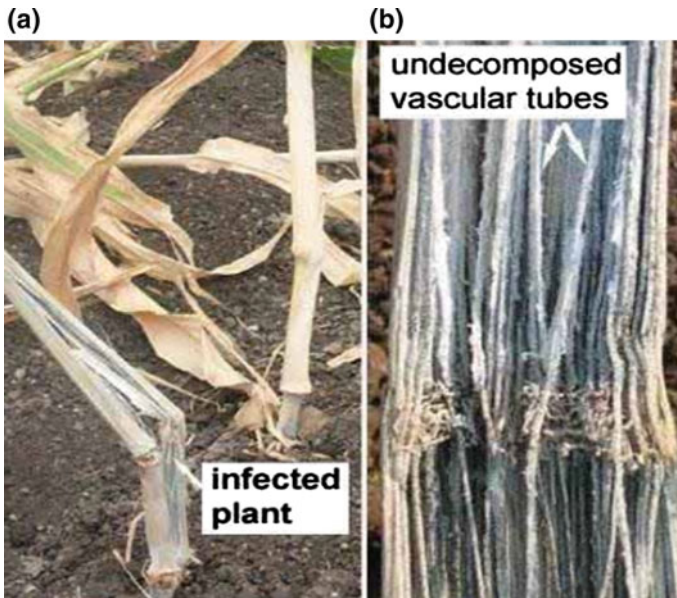 (a)
(b)
undecomposed
vascular tubes
infected
plant